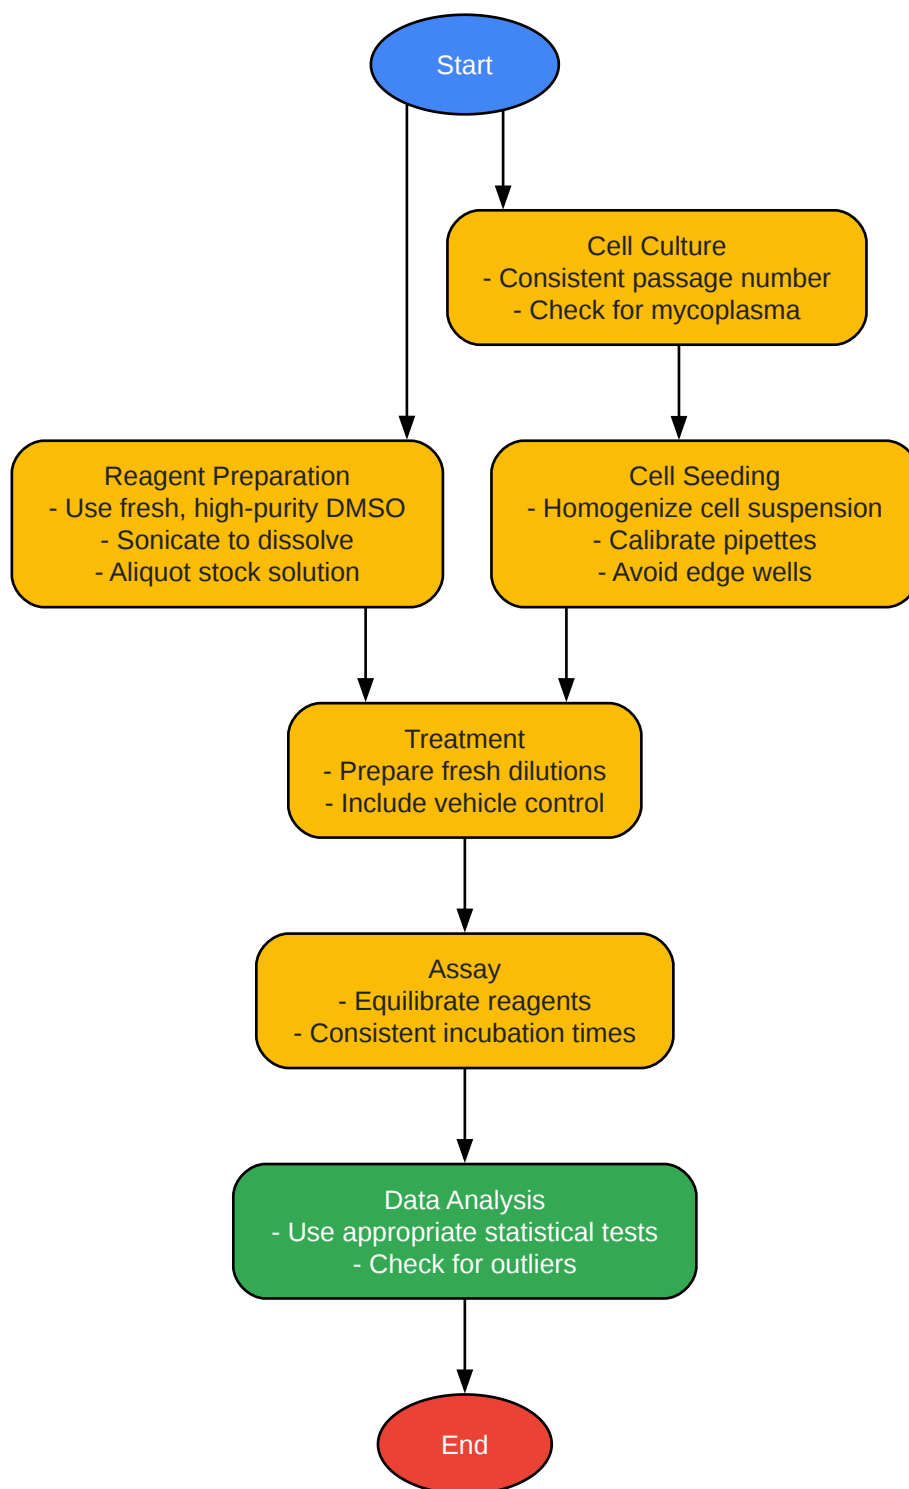 Start
Cell Culture
- Consistent passage number
- Check for mycoplasma
Reagent Preparation
- Use fresh, high-purity DMSO
- Sonicate to dissolve
- Aliquot stock solution
Cell Seeding
- Homogenize cell suspension
- Calibrate pipettes
- Avoid edge wells
Treatment
- Prepare fresh dilutions
- Include vehicle control
Assay
- Equilibrate reagents
- Consistent incubation times
Data Analysis
- Use appropriate statistical tests
- Check for outliers
End